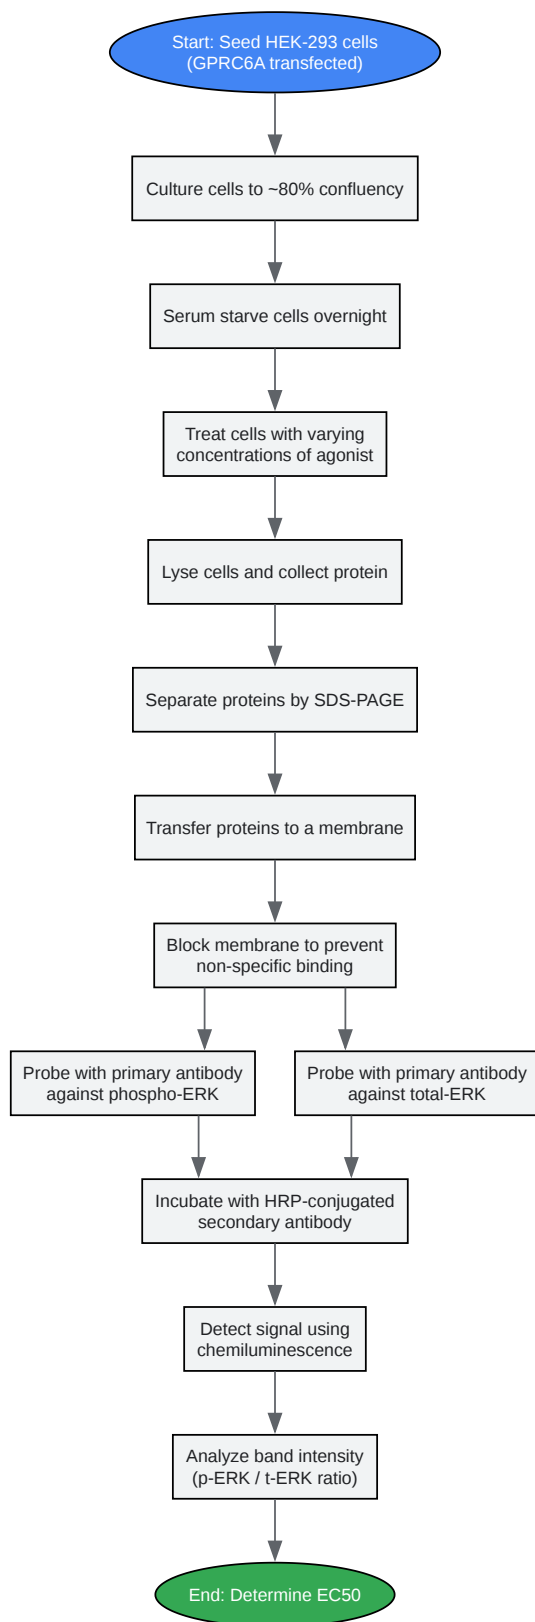 Start: Seed HEK-293 cells
(GPRC6A transfected)
Culture cells to ~80% confluency
Serum starve cells overnight
Treat cells with varying
concentrations of agonist
Lyse cells and collect protein
Separate proteins by SDS-PAGE
Transfer proteins to a membrane
Block membrane to prevent
non-specific binding
Probe with primary antibody
against phospho-ERK
Probe with primary antibody
against total-ERK
Incubate with HRP-conjugated
secondary antibody
Detect signal using
chemiluminescence
Analyze band intensity
(p-ERK / t-ERK ratio)
End: Determine EC50